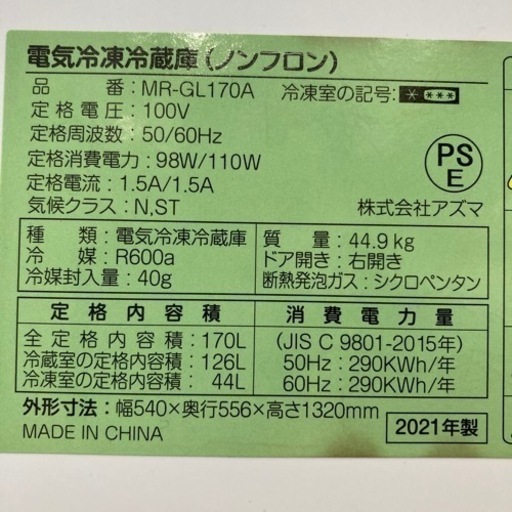 電気冷凍冷蔵庫(ノンフロン)
品番:MR-GL170A 冷凍室の記号:* ***
定格電圧:100V
定格周波数:50/60Hz
定格消費電力:98W/110W
定格電流:1.5A/1.5A
気候クラス:N,ST
PS
E
株式会社アズマ
種類:電気冷凍冷蔵庫
冷媒:R600a
冷媒封入量:40g
質量:44.9kg
ドア開き:右開き
断熱発泡ガス:シクロペンタン
定格内容積
全定格内容積:170L
冷蔵室の定格内容積:126L
冷凍室の定格内容積:44L
消費電力量
(JIS C 9801-2015年)
50Hz:290KWh/年
60Hz:290KWh/年
外形寸法:幅540×奥行556×高さ1320mm
MADE IN CHINA
2021年製